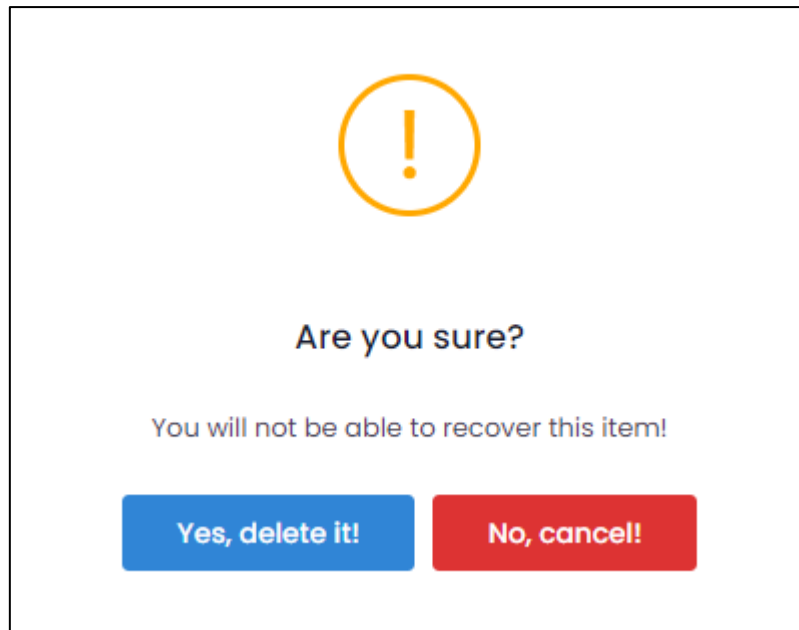 !
Are you sure?
You will not be able to recover this item!
Yes, delete it!
No, cancel!